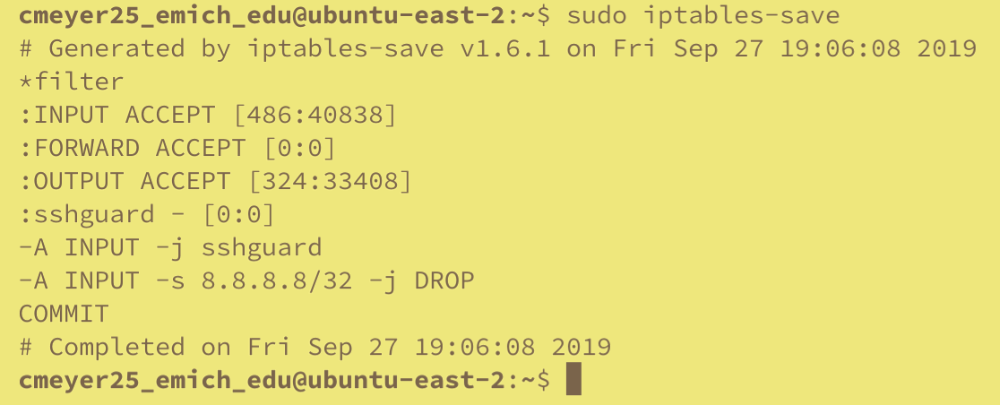 cmeyer25_emich_edu@ubuntu-east-2:~$ sudo iptables-save
# Generated by iptables-save v1.6.1 on Fri Sep 27 19:06:08 2019
*filter
:INPUT ACCEPT [486:40838]
:FORWARD ACCEPT [0:0]
:OUTPUT ACCEPT [324:33408]
:sshguard - [0:0]
-A INPUT -j sshguard
-A INPUT -s 8.8.8.8/32 -j DROP
COMMIT
# Completed on Fri Sep 27 19:06:08 2019
cmeyer25_emich_edu@ubuntu-east-2:~$